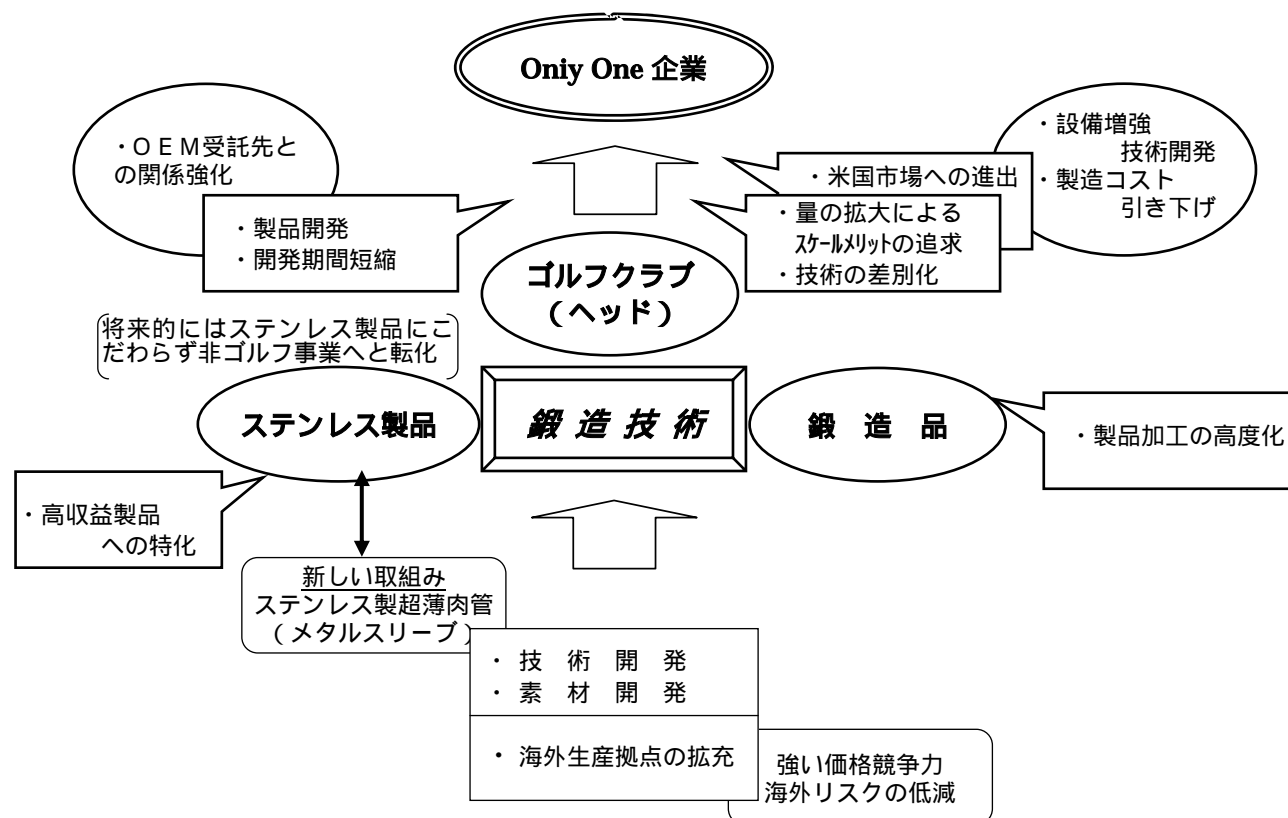 Oniy One 企業
・ＯＥＭ受託先と
の関係強化
・製品開発
・開発期間短縮
・設備増強
技術開発
・製造コスト
引き下げ
・米国市場への進出
・量の拡大による
ｽｹｰﾙﾒﾘｯﾄの追求
・技術の差別化
ゴルフクラブ
（ヘッド）
将来的にはステンレス製品にこ
だわらず非ゴルフ事業へと転化
ステンレス製品
鍛 造 技 術
鍛　造　品
・製品加工の高度化
・高収益製品
への特化
新しい取組み
ステンレス製超薄肉管
（メタルスリーブ）
・ 技　術　開　発
・ 素　材　開　発
・ 海外生産拠点の拡充
強い価格競争力
海外リスクの低減